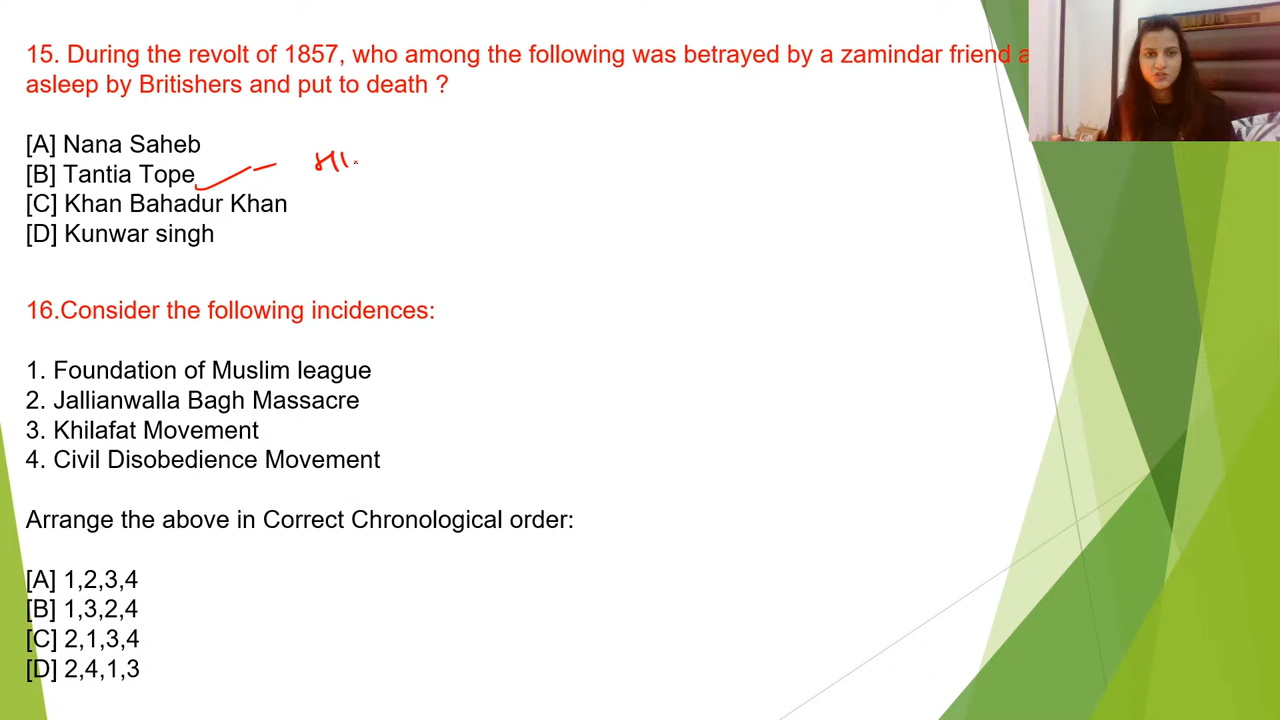 15. During the revolt of 1857, who among the following was betrayed by a zamindar friend a
asleep by Britishers and put to death ?
[A] Nana Saheb
[B] Tantia Tope
[C] Khan Bahadur Khan
[D] Kunwar singh
16.Consider the following incidences:
1. Foundation of Muslim league
2. Jallianwalla Bagh Massacre
3. Khilafat Movement
4. Civil Disobedience Movement
Arrange the above in Correct Chronological order:
[A] 1,2,3,4
[B] 1,3,2,4
[C] 2,1,3,4
[D] 2,4,1,3